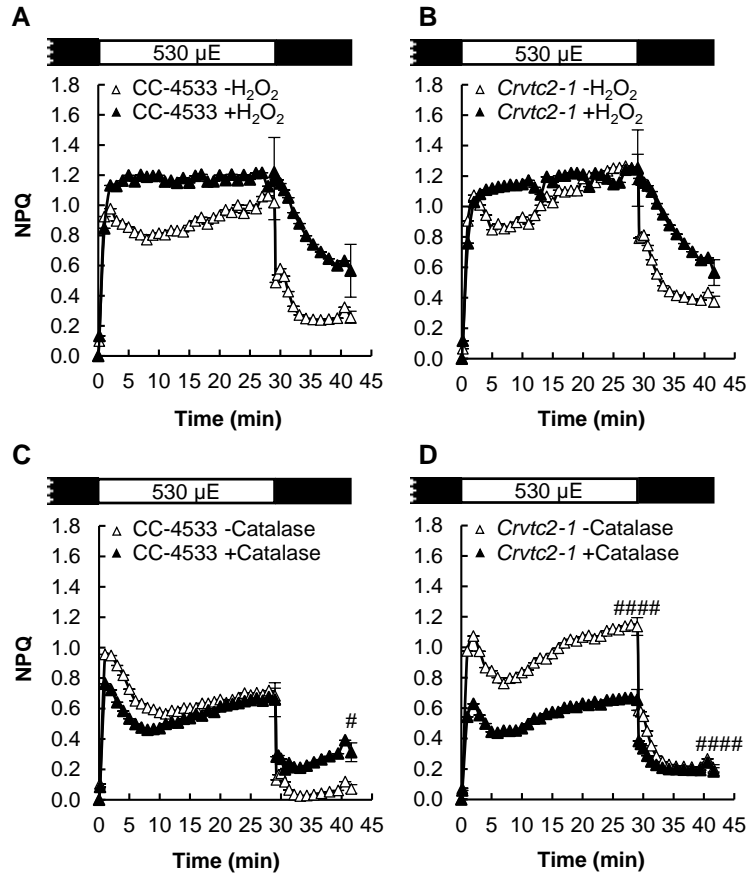 A
530 µE
1.8
1.6
1.4
1.2
1.0
0.8
0.6
0.4
0.2
0.0
NPQ
CC-4533 -H₂O₂
CC-4533 +H₂O₂
0 5 10 15 20 25 30 35 40 45
Time (min)
B
530 µE
1.8
1.6
1.4
1.2
1.0
0.8
0.6
0.4
0.2
0.0
Crvtc2-1 -H₂O₂
Crvtc2-1 +H₂O₂
0 5 10 15 20 25 30 35 40 45
Time (min)
C
530 µE
1.8
1.6
1.4
1.2
1.0
0.8
0.6
0.4
0.2
0.0
NPQ
CC-4533 -Catalase
CC-4533 +Catalase
#
0 5 10 15 20 25 30 35 40 45
Time (min)
D
530 µE
1.8
1.6
1.4
1.2
1.0
0.8
0.6
0.4
0.2
0.0
Crvtc2-1 -Catalase
Crvtc2-1 +Catalase
####
####
0 5 10 15 20 25 30 35 40 45
Time (min)